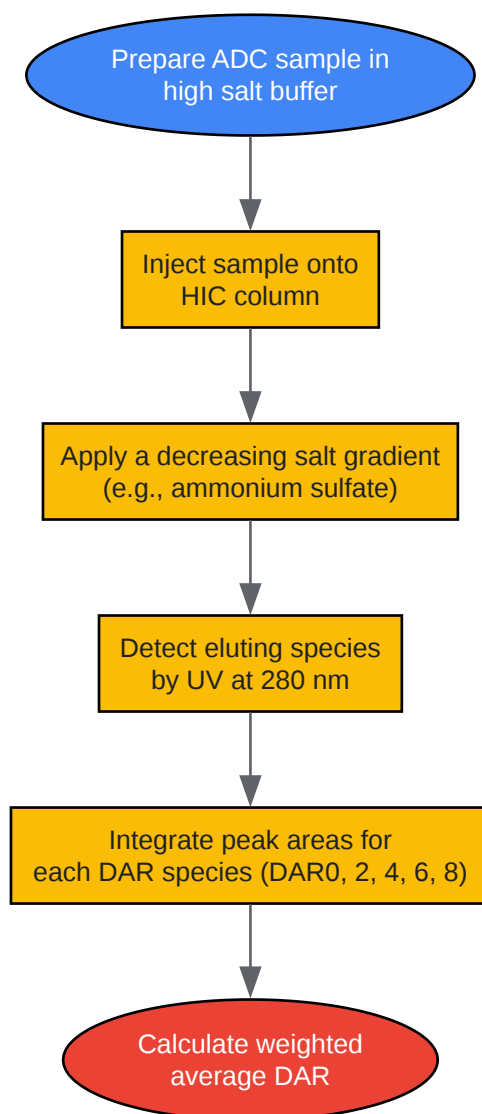 Prepare ADC sample in
high salt buffer
Inject sample onto
HIC column
Apply a decreasing salt gradient
(e.g., ammonium sulfate)
Detect eluting species
by UV at 280 nm
Integrate peak areas for
each DAR species (DAR0, 2, 4, 6, 8)
Calculate weighted
average DAR